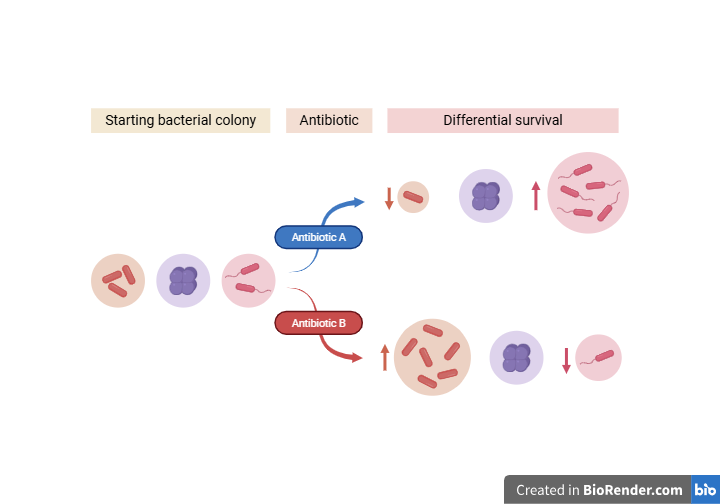 Starting bacterial colony
Antibiotic
Differential survival
Antibiotic A
Antibiotic B
Created in BioRender.com bio